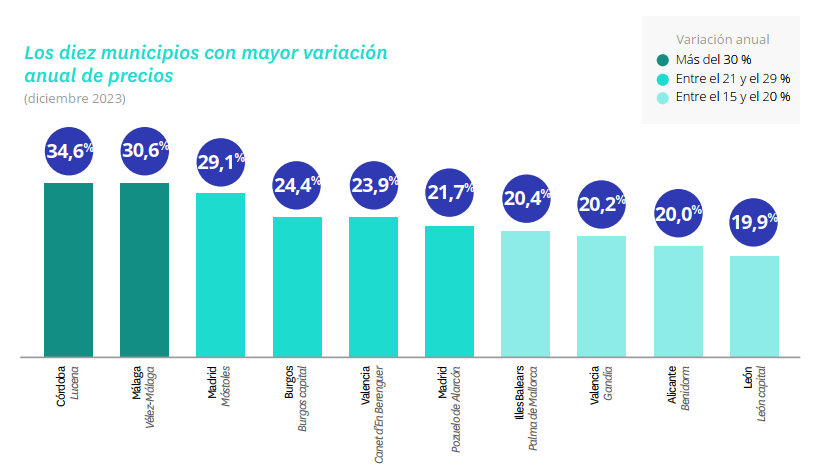 Los diez municipios con mayor variación
anual de precios
(diciembre 2023)
Variación anual
Más del 30 %
Entre el 21 y el 29 %
Entre el 15 y el 20 %
34,6%
30,6%
29,1%
24,4%
23,9%
21,7%
20,4%
20,2%
20,0%
19,9%
Córdoba
Lucena
Málaga
Vélez-Málaga
Madrid
Móstoles
Burgos
Burgos capital
Valencia
Canet d'En Berenguer
Madrid
Pozuelo de Alarcón
Illes Balears
Palma de Mallorca
Valencia
Gandía
Alicante
Benidorm
León
León capital